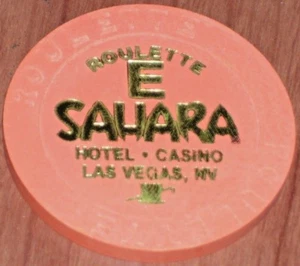 ROULETTE
E
SAHARA
HOTEL • CASINO
LAS VEGAS, NV